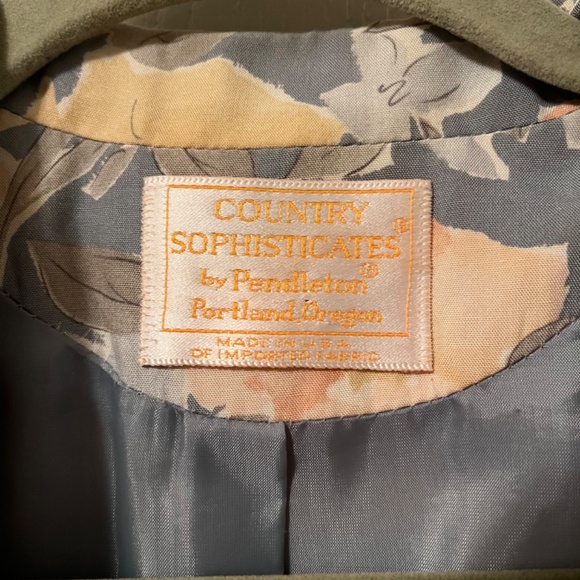 COUNTRY
SOPHISTICATES®
by Pendleton®
Portland, Oregon
MADE IN U.S.A.
OF IMPORTED FABRIC